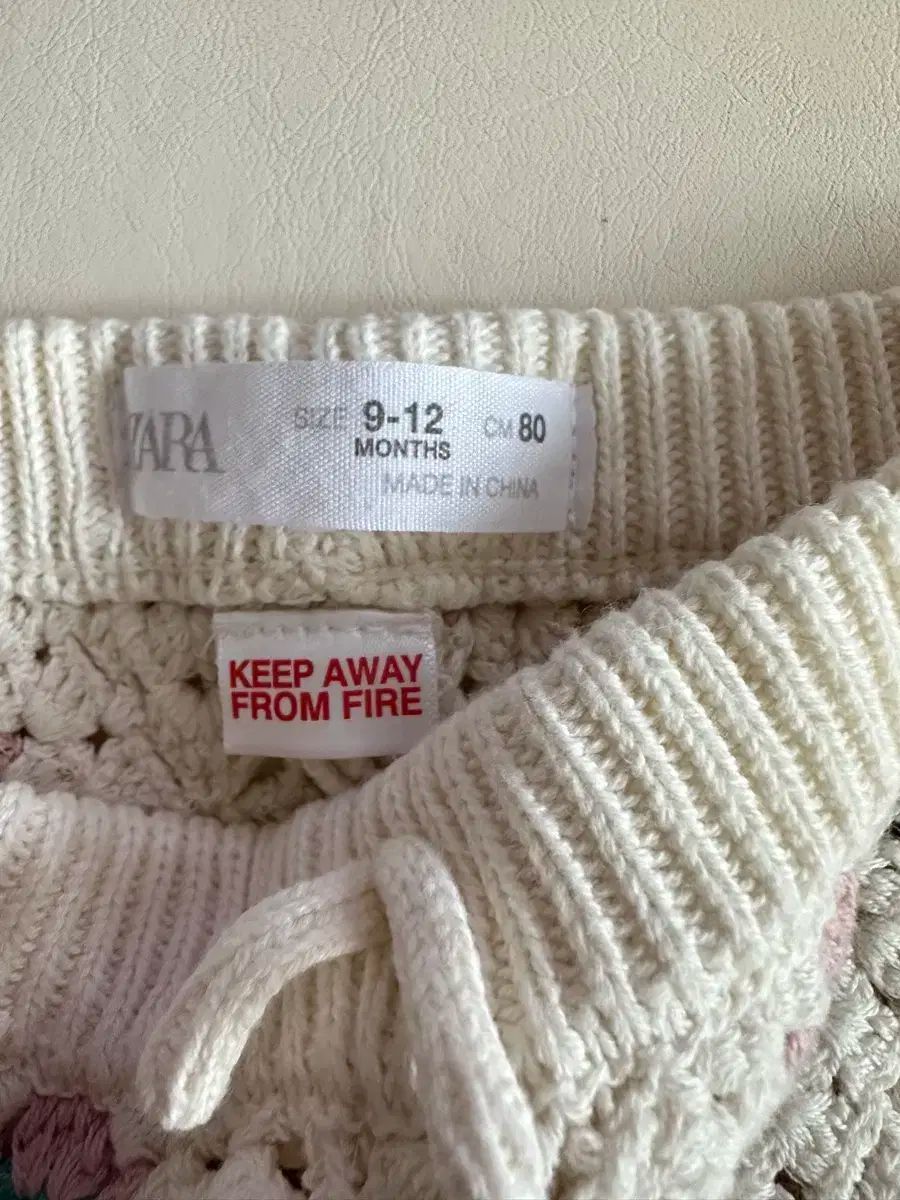 ZARA
SIZE 9-12 MONTHS CM 80
MADE IN CHINA
KEEP AWAY
FROM FIRE